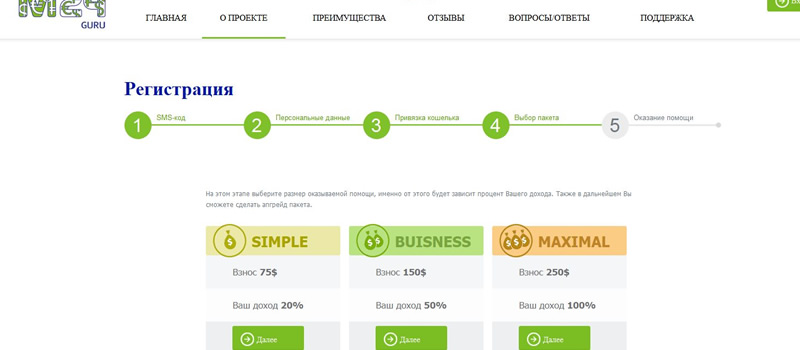 GURU
ГЛАВНАЯ О ПРОЕКТЕ ПРЕИМУЩЕСТВА ОТЗЫВЫ ВОПРОСЫ/ОТВЕТЫ ПОДДЕРЖКА
Регистрация
1 SMS-код 2 Персональные данные 3 Привязка кошелька 4 Выбор пакета 5 Оказание помощи
На этом этапе выберите размер оказываемой помощи, именно от этого будет зависит процент Вашего дохода. Также в дальнейшем Вы
сможете сделать апгрейд пакета.
$ SIMPLE $$ BUISNESS $$$ MAXIMAL
Взнос 75$ Взнос 150$ Взнос 250$
Ваш доход 20% Ваш доход 50% Ваш доход 100%
Далее Далее Далее